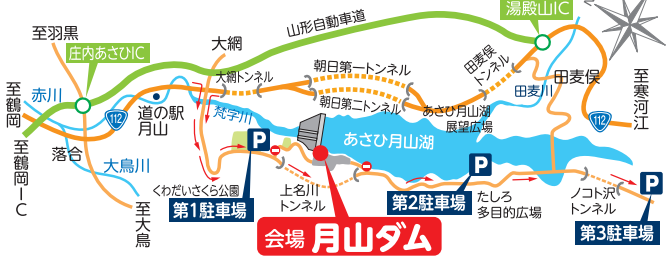 至羽黒
庄内あさひIC
山形自動車道
湯殿山IC
大網
大網トンネル
朝日第一トンネル
朝日第二トンネル
田麦俣
トンネル
田麦俣
田麦川
至寒河江
至鶴岡
赤川
112
道の駅
月山
梵字川
あさひ月山湖
展望広場
112
あさひ月山湖
至鶴岡IC
落合
大鳥川
至大鳥
くわだいさくら公園
P
第1駐車場
上名川
トンネル
会場 月山ダム
P
第2駐車場
たしろ
多目的広場
ノコト沢
トンネル
P
第3駐車場